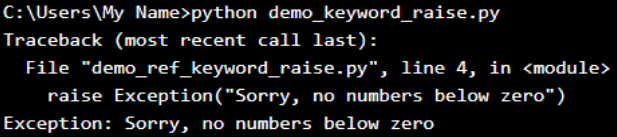 C:\Users\My Name>python demo_keyword_raise.py
Traceback (most recent call last):
  File "demo_ref_keyword_raise.py", line 4, in <module>
    raise Exception("Sorry, no numbers below zero")
Exception: Sorry, no numbers below zero